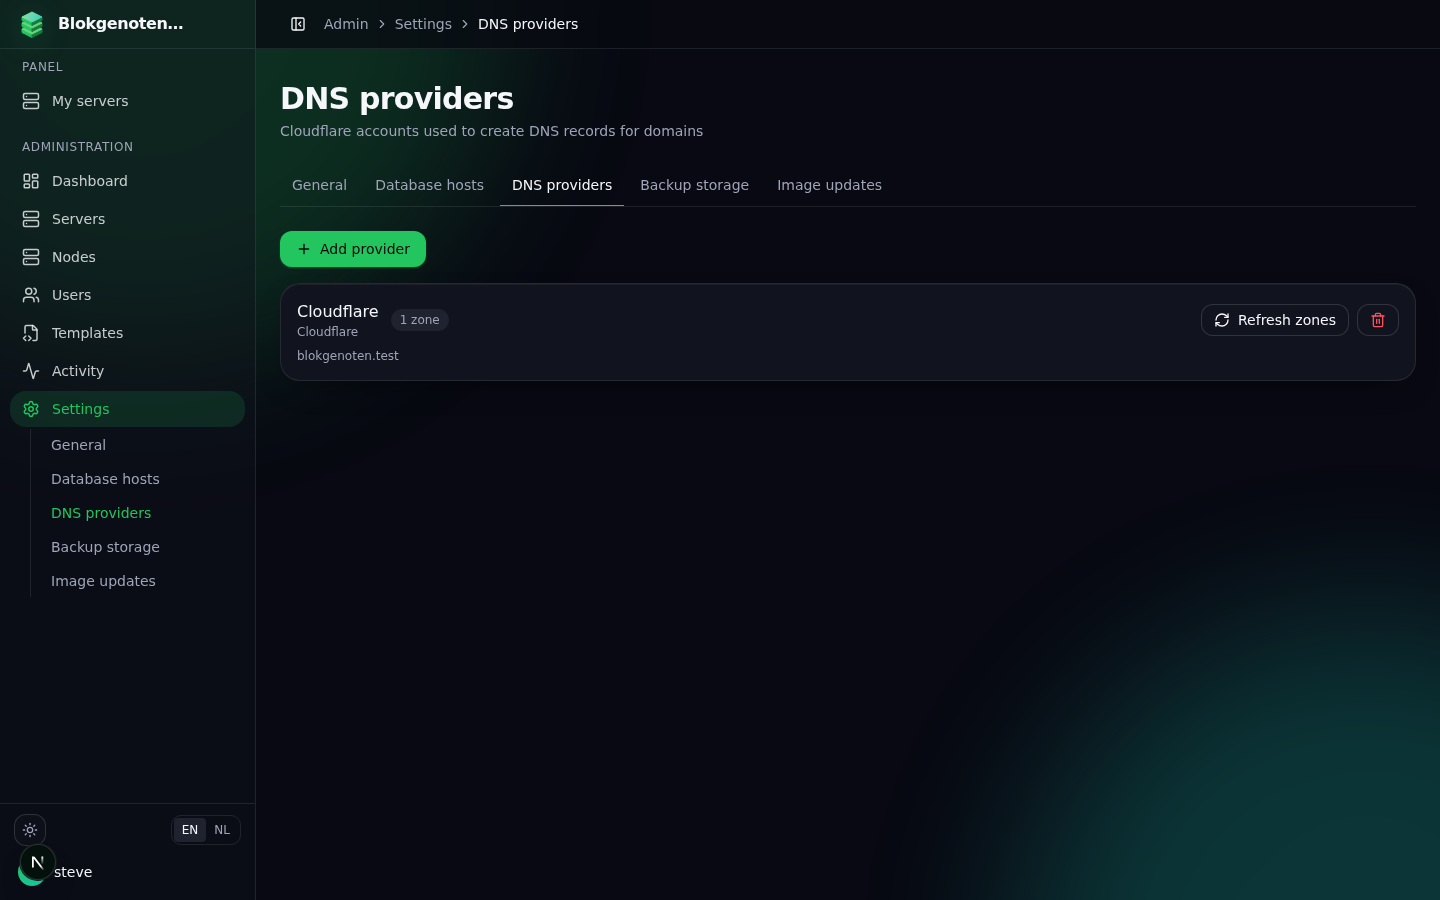 Blokgenoten...
PANEL
My servers
ADMINISTRATION
Dashboard
Servers
Nodes
Users
Templates
Activity
Settings
General
Database hosts
DNS providers
Backup storage
Image updates
EN NL
N
steve
Admin > Settings > DNS providers
DNS providers
Cloudflare accounts used to create DNS records for domains
General Database hosts DNS providers Backup storage Image updates
+ Add provider
Cloudflare
Cloudflare
1 zone
blokgenoten.test
Refresh zones